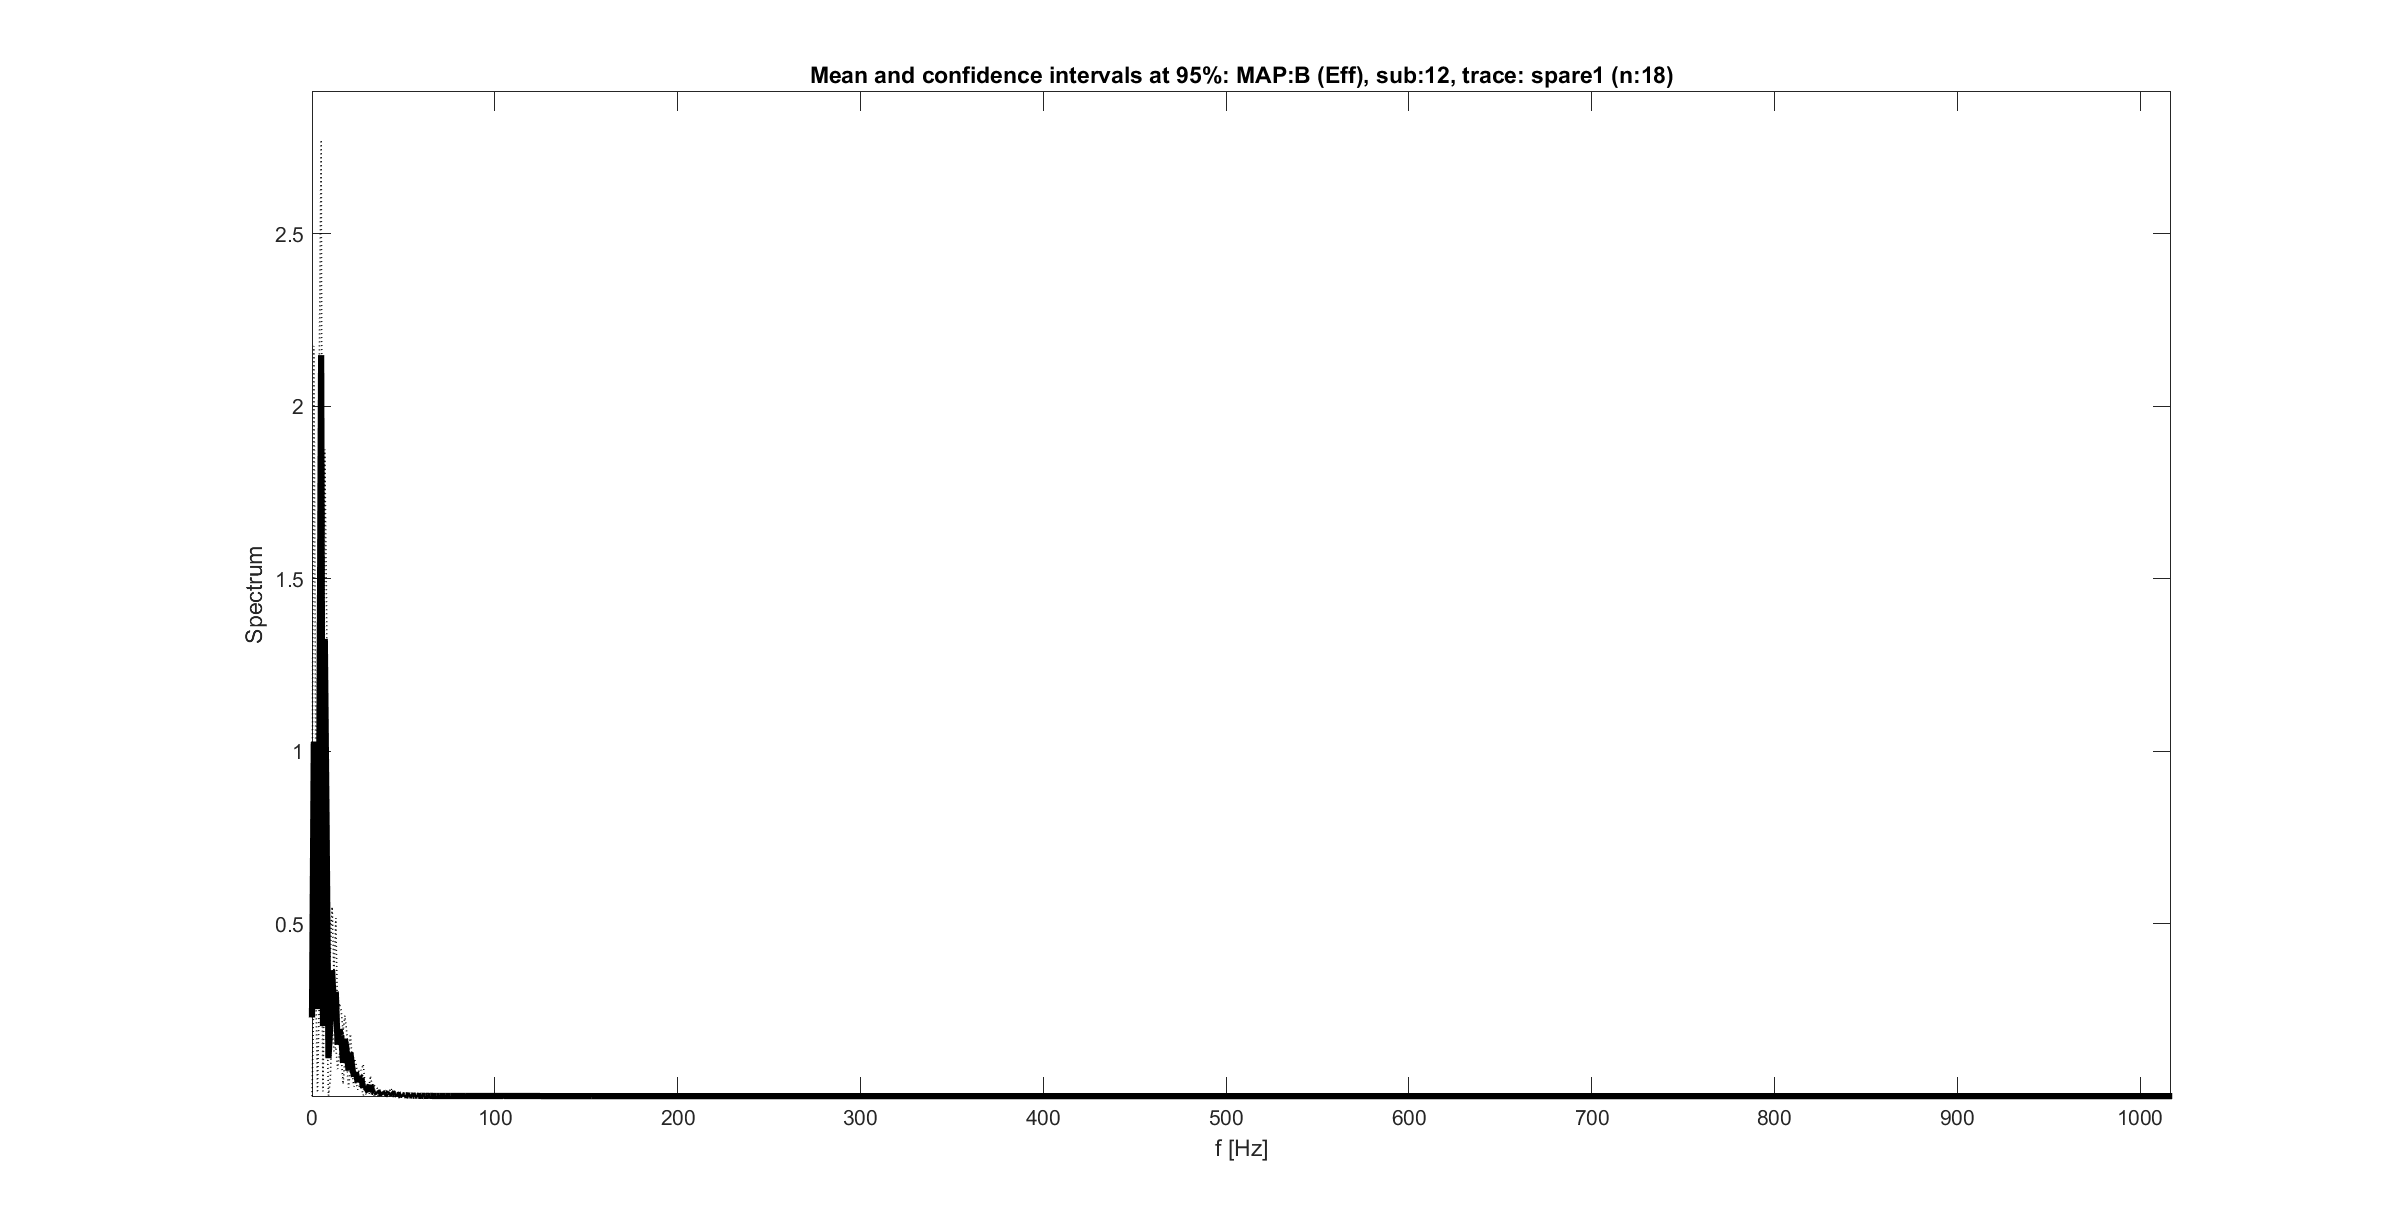 Mean and confidence intervals at 95%: MAP:B (Eff), sub:12, trace: spare1 (n:18)
2.5
2
1.5
1
0.5
Spectrum
0 100 200 300 400 500 600 700 800 900 1000
f [Hz]